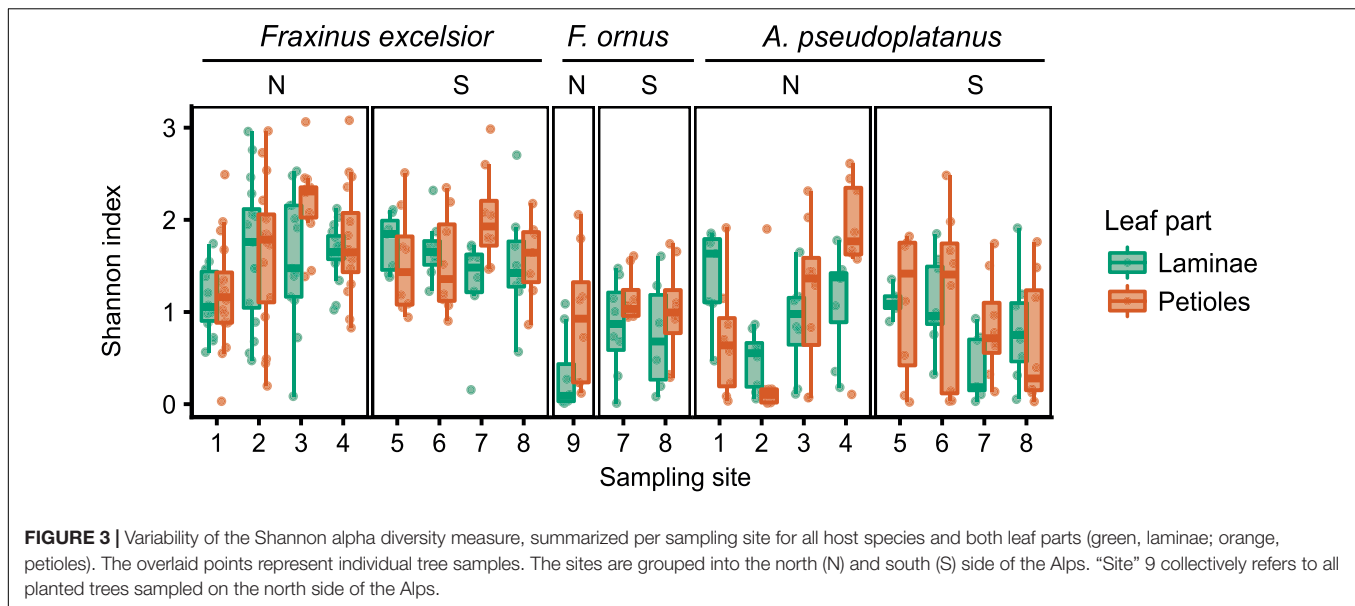 Fraxinus excelsior F. ornus A. pseudoplatanus
N S N S N S
3
2
1
0
Shannon index
1 2 3 4 5 6 7 8 9 7 8 1 2 3 4 5 6 7 8
Sampling site
Leaf part
Laminae
Petioles
FIGURE 3 | Variability of the Shannon alpha diversity measure, summarized per sampling site for all host species and both leaf parts (green, laminae; orange,
petioles). The overlaid points represent individual tree samples. The sites are grouped into the north (N) and south (S) side of the Alps. “Site” 9 collectively refers to all
planted trees sampled on the north side of the Alps.